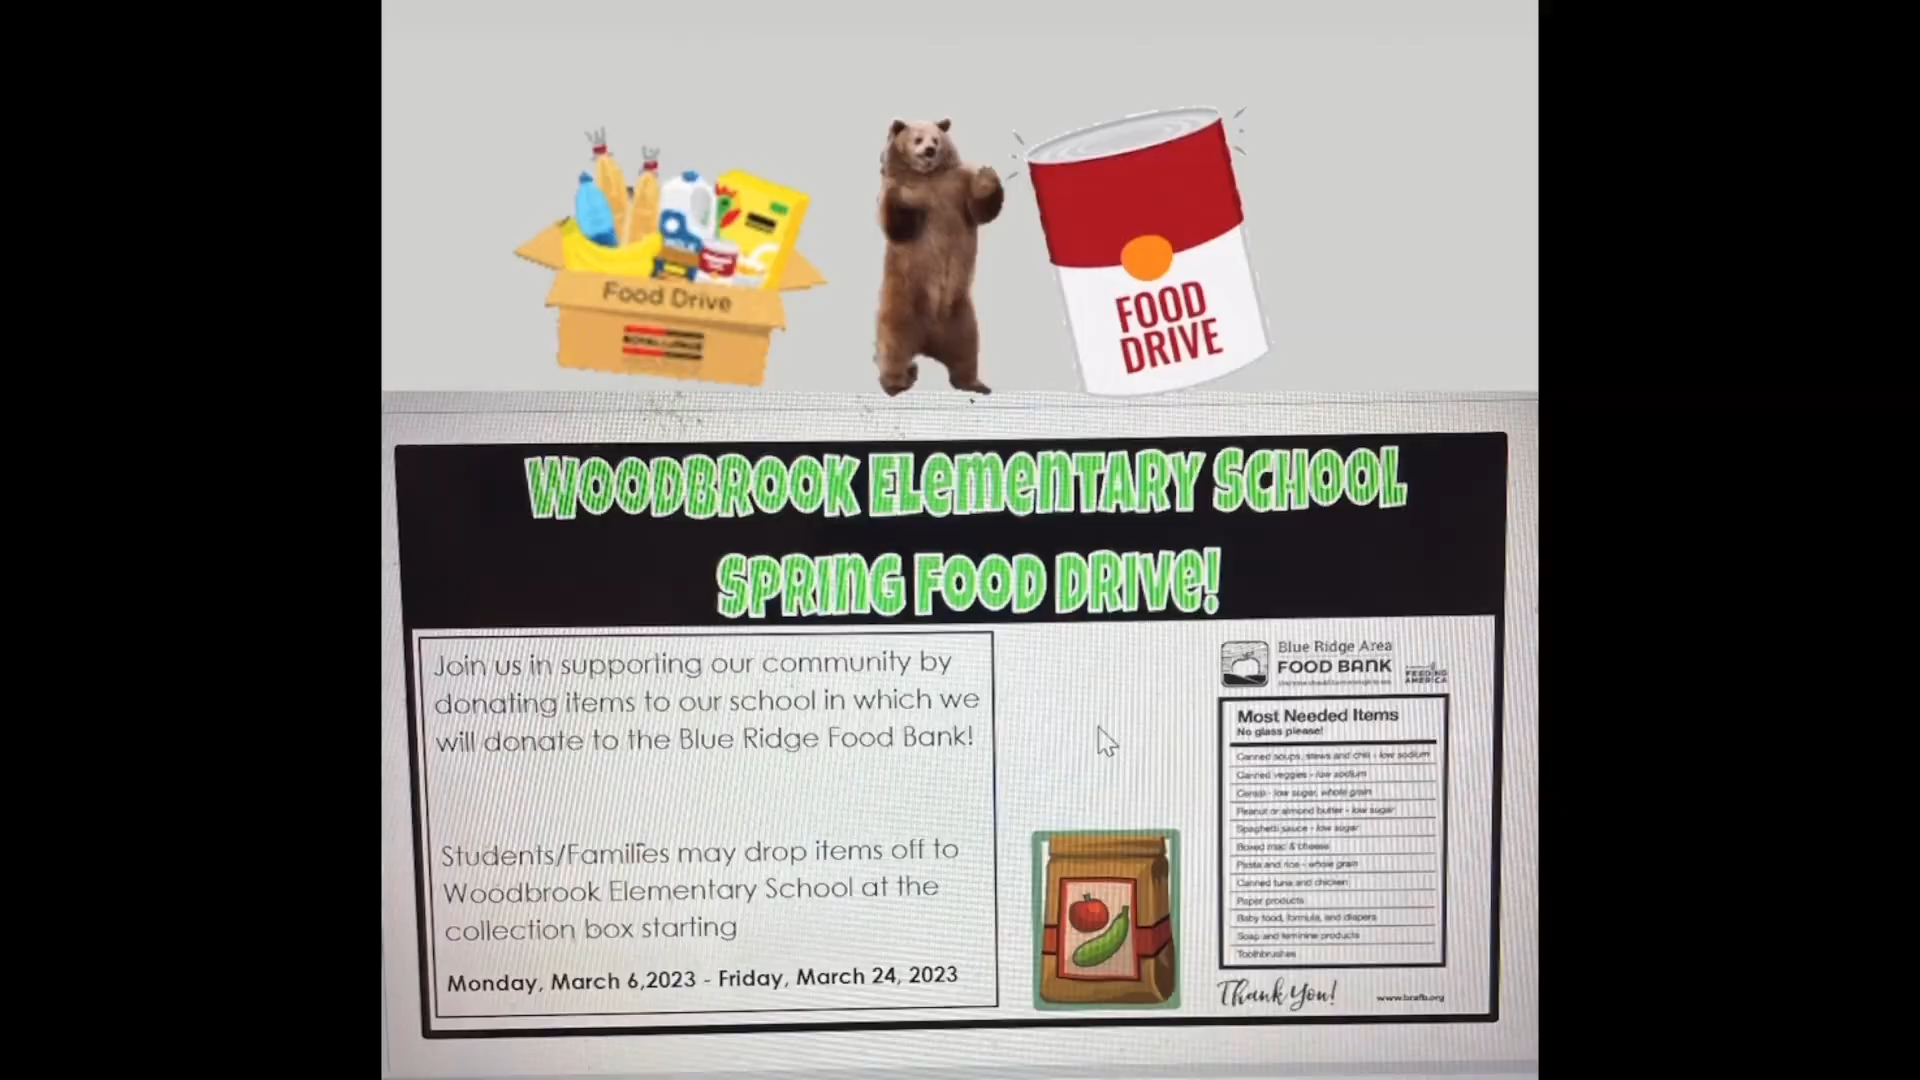 Food Drive
FOOD
DRIVE
WOODBROOK ELEMENTARY SCHOOL
SPRING FOOD DRIVE!
Join us in supporting our community by
donating items to our school in which we
will donate to the Blue Ridge Food Bank!
Students/Families may drop items off to
Woodbrook Elementary School at the
collection box starting
Monday, March 6,2023 - Friday, March 24, 2023
Blue Ridge Area
FOOD BANK
FEEDING
AMERICA
Most Needed Items
No glass please!
Canned soups, stews and chili - low sodium
Canned veggies - low sodium
Cereal - low sugar, whole grain
Peanut or almond butter - low sugar
Spaghetti sauce - low sugar
Boxed mac & cheese
Pasta and rice - whole grain
Canned tuna and chicken
Paper products
Baby food, formula, and diapers
Soap and feminine products
Toothbrushes
Thank You!
www.brafb.org